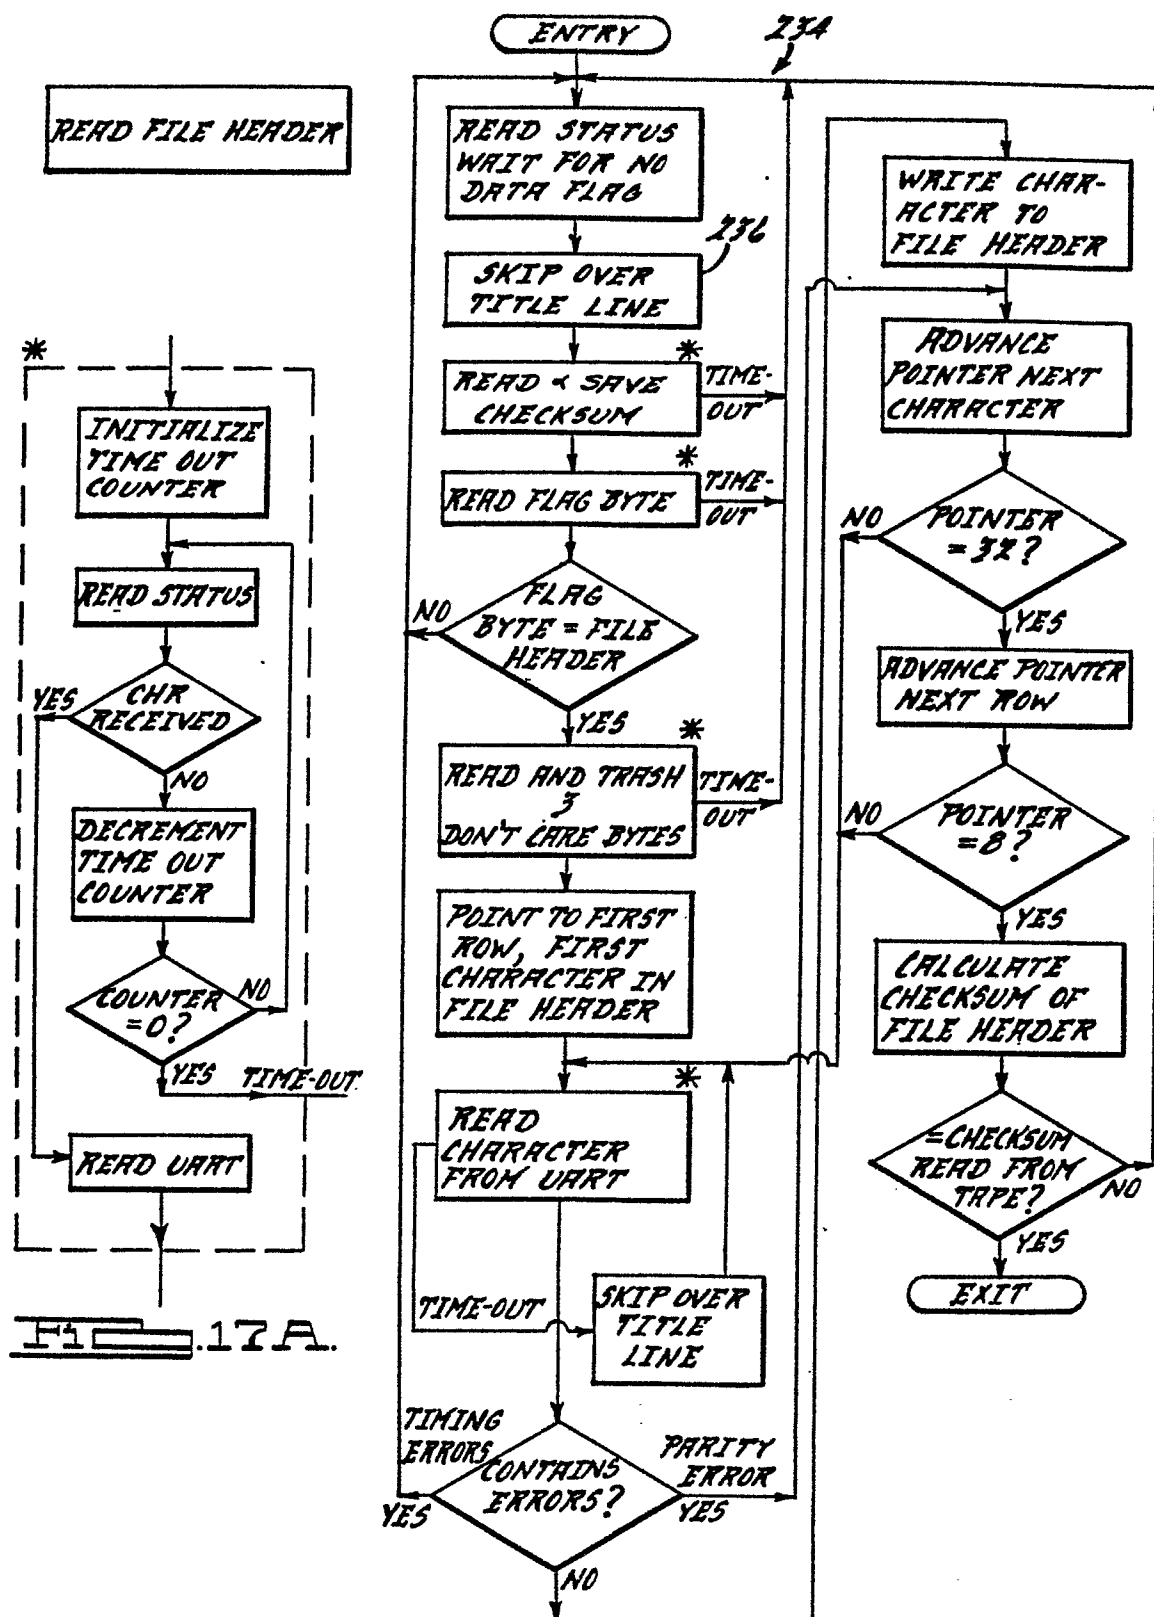 ENTRY
234
READ FILE HEADER
READ STATUS
WAIT FOR NO
DATA FLAG
236
SKIP OVER
TITLE LINE
*
READ & SAVE
CHECKSUM
TIME-
OUT
*
READ FLAG BYTE
TIME-
OUT
FLAG
BYTE = FILE
HEADER
NO
YES
*
READ AND TRASH
3
DON'T CARE BYTES
TIME-
OUT
POINT TO FIRST
ROW, FIRST
CHARACTER IN
FILE HEADER
*
READ
CHARACTER
FROM UART
TIME-OUT
SKIP OVER
TITLE
LINE
TIMING
ERRORS
YES
CONTAINS
ERRORS?
PARITY
ERROR
YES
NO
WRITE CHAR-
ACTER TO
FILE HEADER
ADVANCE
POINTER NEXT
CHARACTER
POINTER
= 32?
NO
YES
ADVANCE POINTER
NEXT ROW
POINTER
= 8?
NO
YES
CALCULATE
CHECKSUM OF
FILE HEADER
=CHECKSUM
READ FROM
TAPE?
NO
YES
EXIT
*
INITIALIZE
TIME OUT
COUNTER
READ STATUS
CHR
RECEIVED
YES
NO
DECREMENT
TIME OUT
COUNTER
COUNTER
=0?
NO
YES
TIME-OUT
READ UART
FIG.17A.